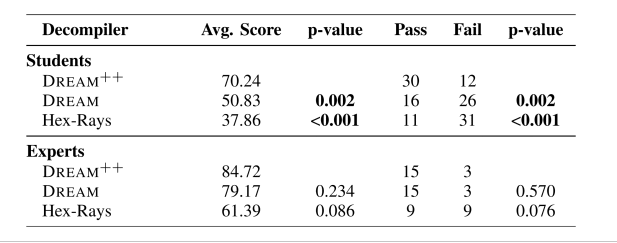 Decompiler Avg. Score p-value Pass Fail p-value
Students
DREAM++ 70.24 30 12
DREAM 50.83 0.002 16 26 0.002
Hex-Rays 37.86 <0.001 11 31 <0.001
Experts
DREAM++ 84.72 15 3
DREAM 79.17 0.234 15 3 0.570
Hex-Rays 61.39 0.086 9 9 0.076